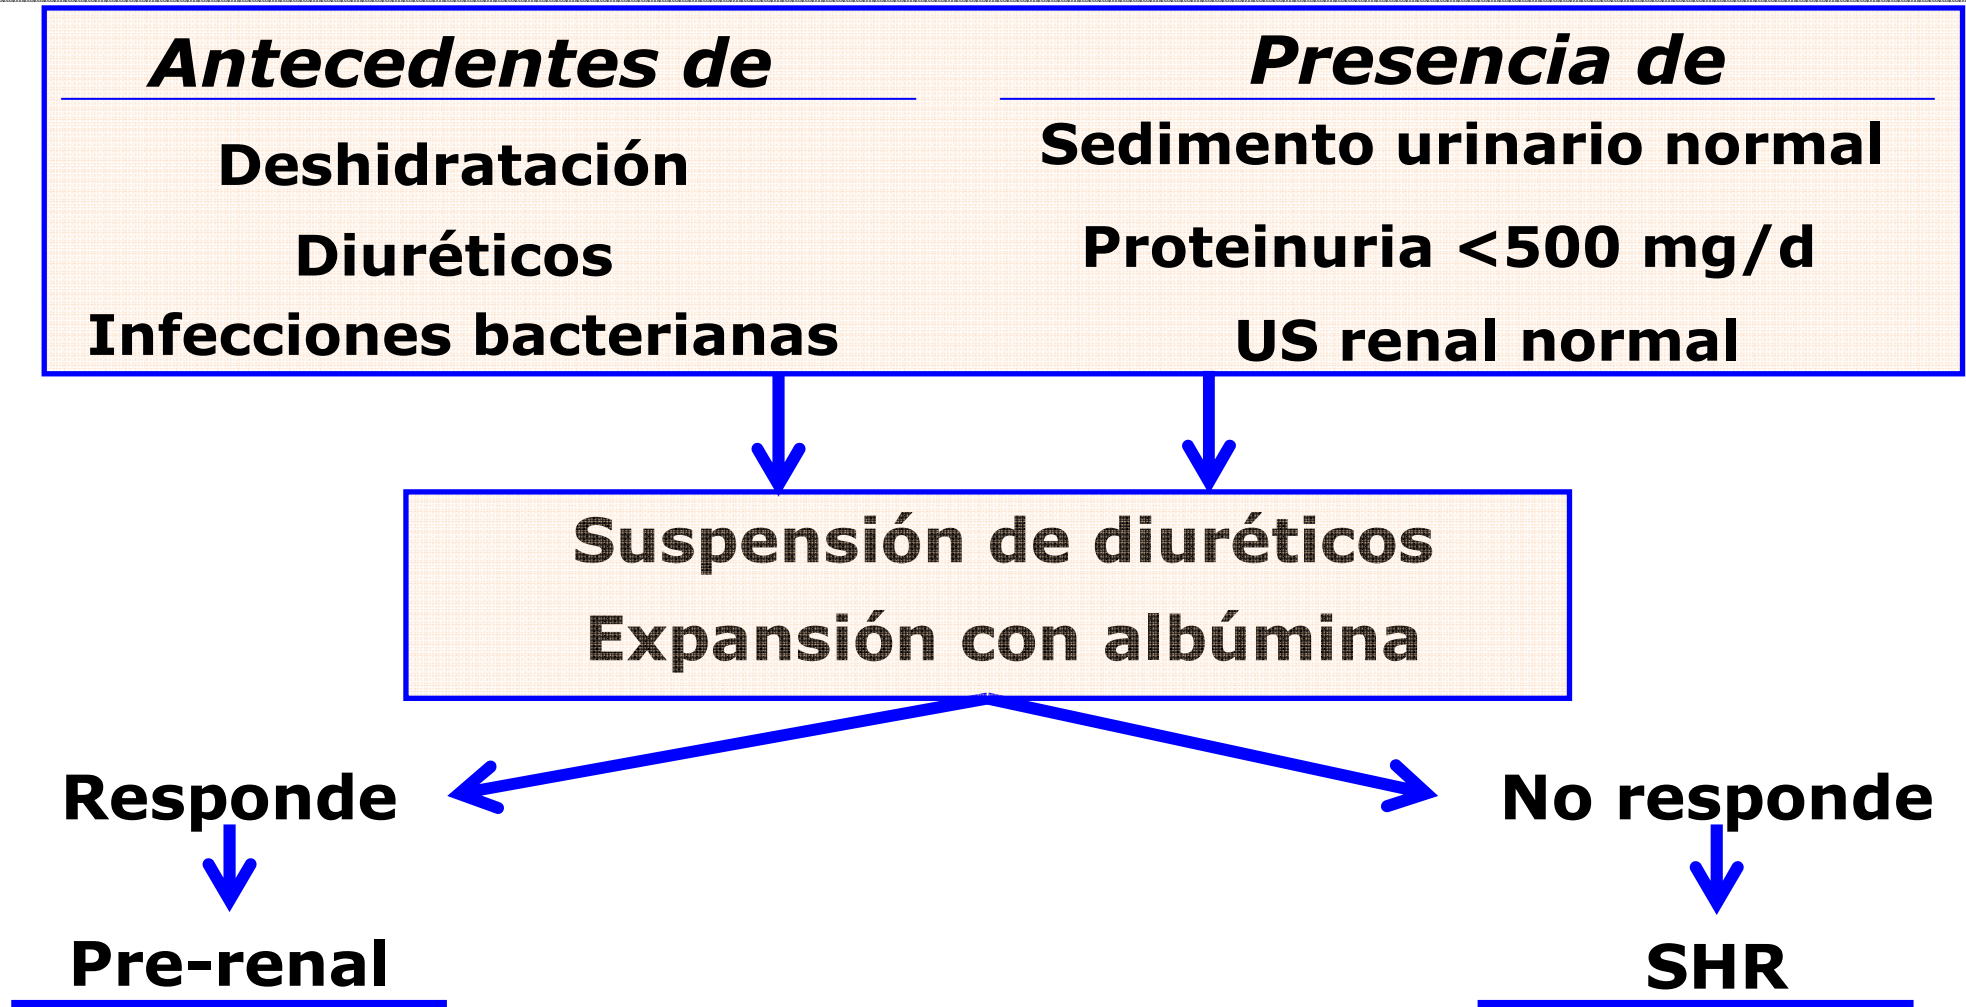 Antecedentes de
Deshidratación
Diuréticos
Infecciones bacterianas
Presencia de
Sedimento urinario normal
Proteinuria <500 mg/d
US renal normal
Suspensión de diuréticos
Expansión con albúmina
Responde
No responde
Pre-renal
SHR